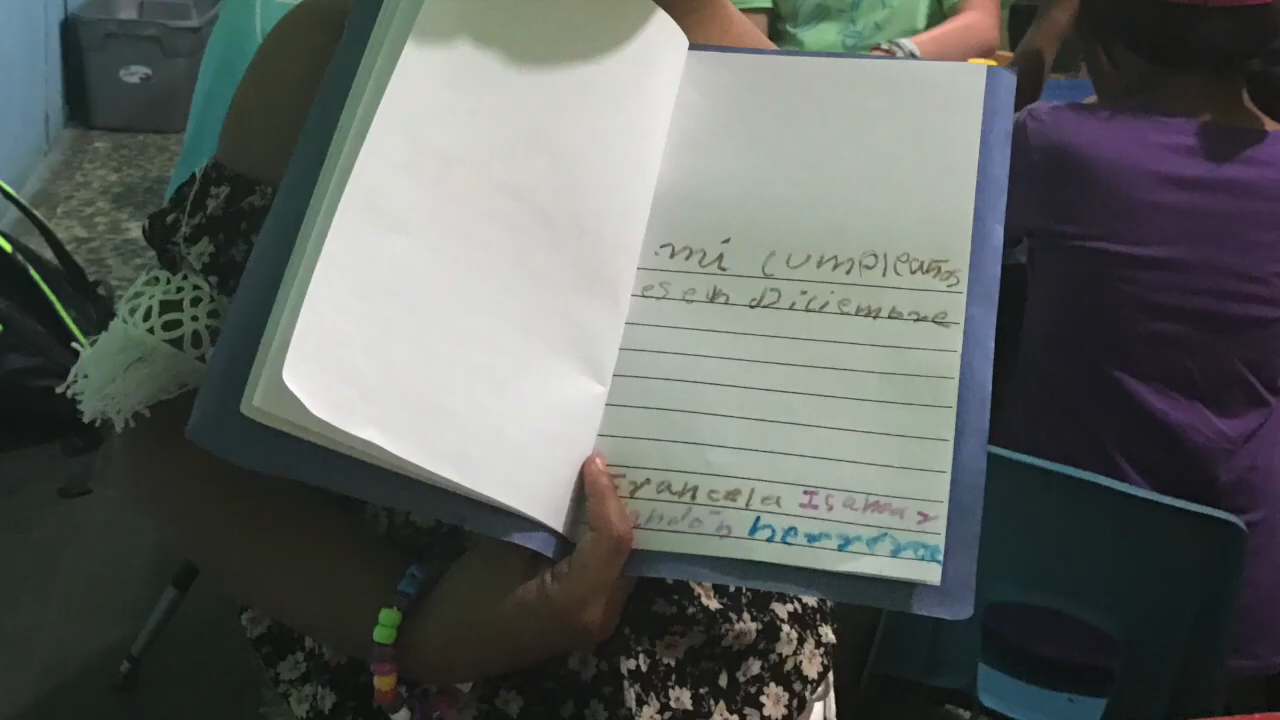 mi cumpleaños
es en Diciembre
Francela Isamar
herrera